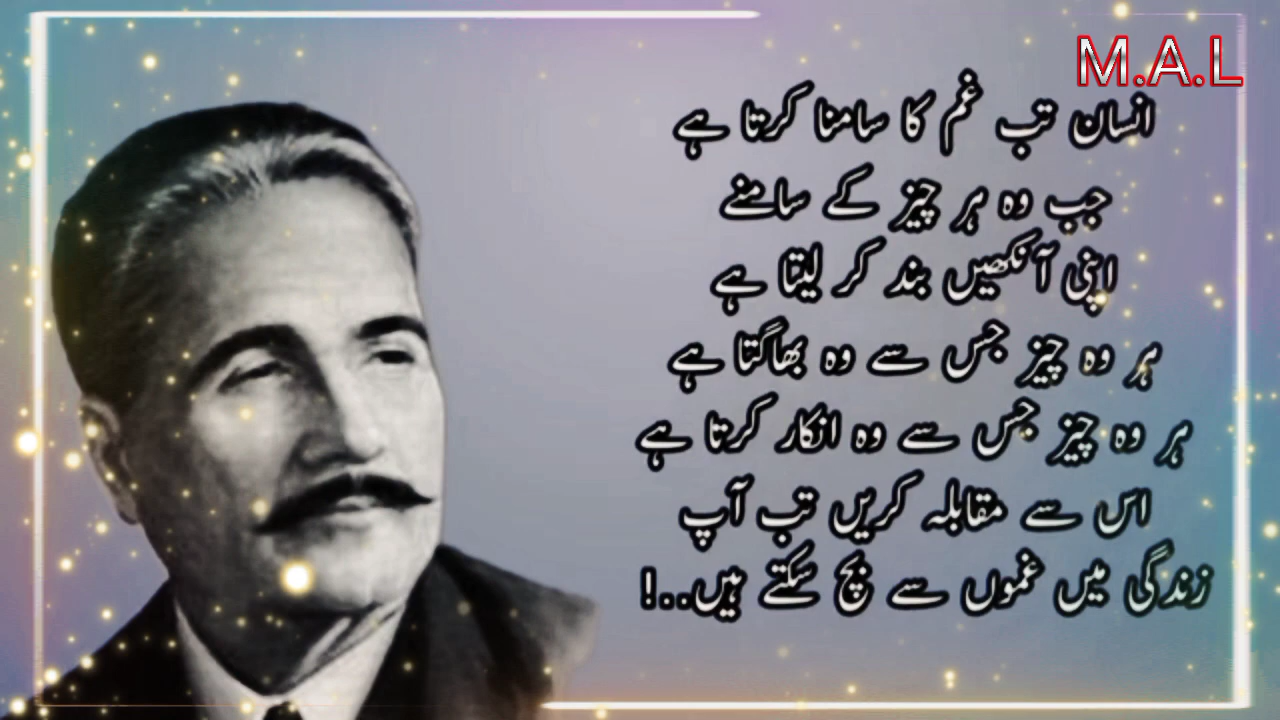 M.A.L
انسان تب غم کا سامنا کرتا ہے
جب وہ ہر چیز کے سامنے
اپنی آنکھیں بند کر لیتا ہے
ہر وہ چیز جس سے وہ بھاگتا ہے
ہر وہ چیز جس سے وہ انکار کرتا ہے
اس سے مقابلہ کریں تب آپ
زندگی میں غموں سے بچ سکتے ہیں..!